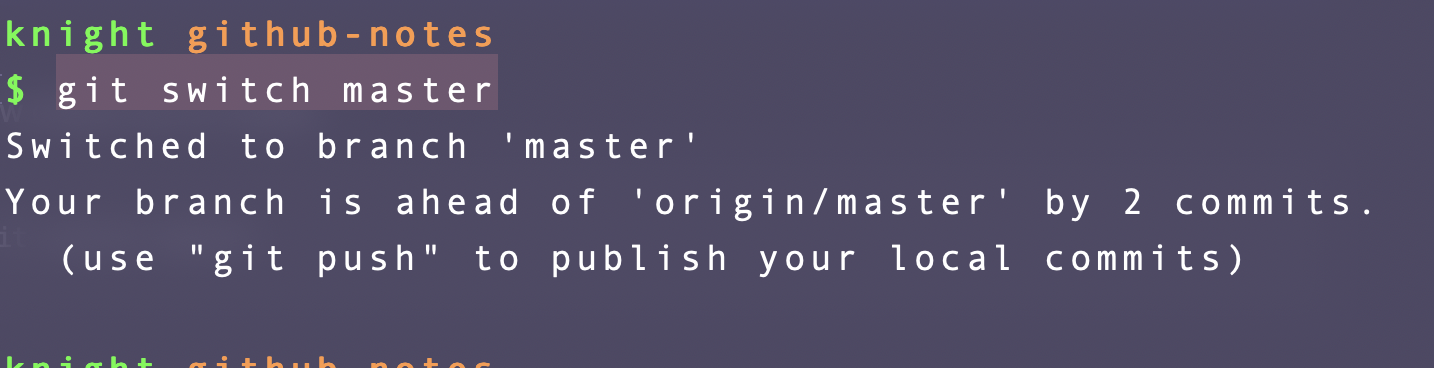 knight github-notes
$ git switch master
Switched to branch 'master'
Your branch is ahead of 'origin/master' by 2 commits.
  (use "git push" to publish your local commits)
knight github-notes